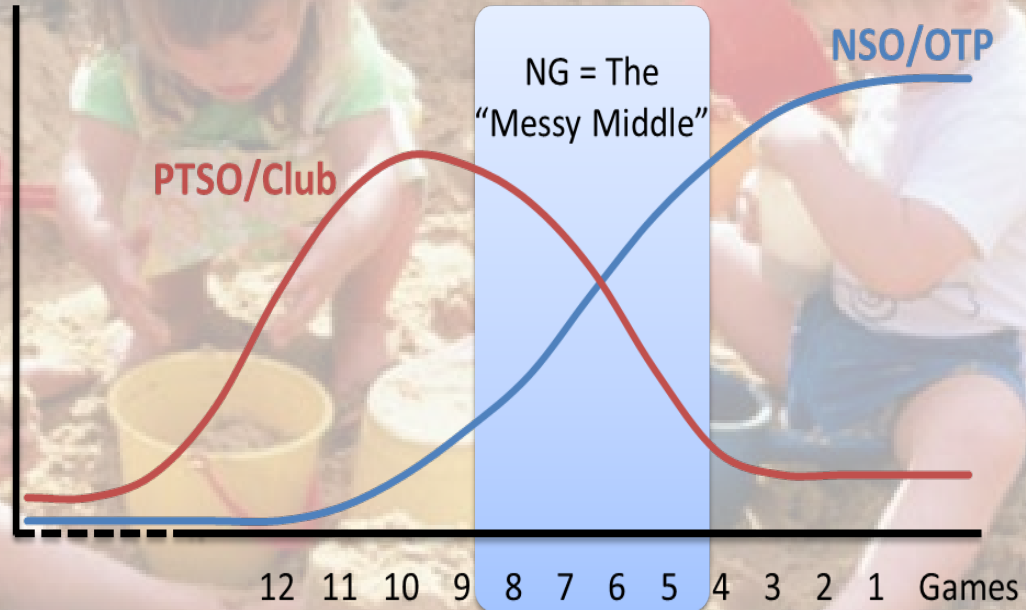 NSO/OTP
NG = The
“Messy Middle”
PTSO/Club
12 11 10 9 8 7 6 5 4 3 2 1 Games